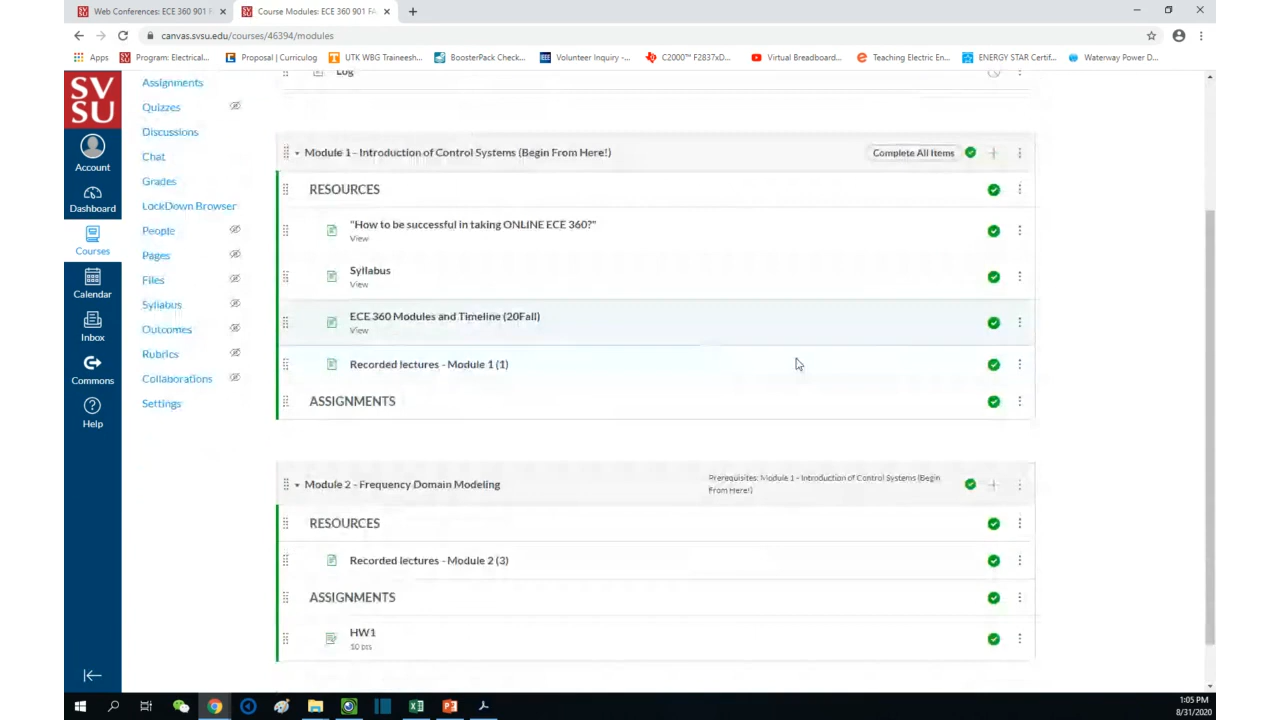 Web Conferences: ECE 360 901 F
Course Modules: ECE 360 901 FA
canvas.svsu.edu/courses/46394/modules
Apps
Program: Electrical...
Proposal | Curriculog
UTK WBG Traineesh...
BoosterPack Check...
Volunteer Inquiry -...
C2000™ F2837xD...
Virtual Breadboard...
Teaching Electric En...
ENERGY STAR Certif...
Waterway Power D...
SV
SU
Account
Dashboard
Courses
Calendar
Inbox
Commons
Help
Assignments
Quizzes
Discussions
Chat
Grades
LockDown Browser
People
Pages
Files
Syllabus
Outcomes
Rubrics
Collaborations
Settings
Log
Module 1 - Introduction of Control Systems (Begin From Here!)
Complete All Items
RESOURCES
"How to be successful in taking ONLINE ECE 360?"
View
Syllabus
View
ECE 360 Modules and Timeline (20Fall)
View
Recorded lectures - Module 1 (1)
ASSIGNMENTS
Module 2 - Frequency Domain Modeling
Prerequisites: Module 1 - Introduction of Control Systems (Begin
From Here!)
RESOURCES
Recorded lectures - Module 2 (3)
ASSIGNMENTS
HW1
50 pts
1:05 PM
8/31/2020